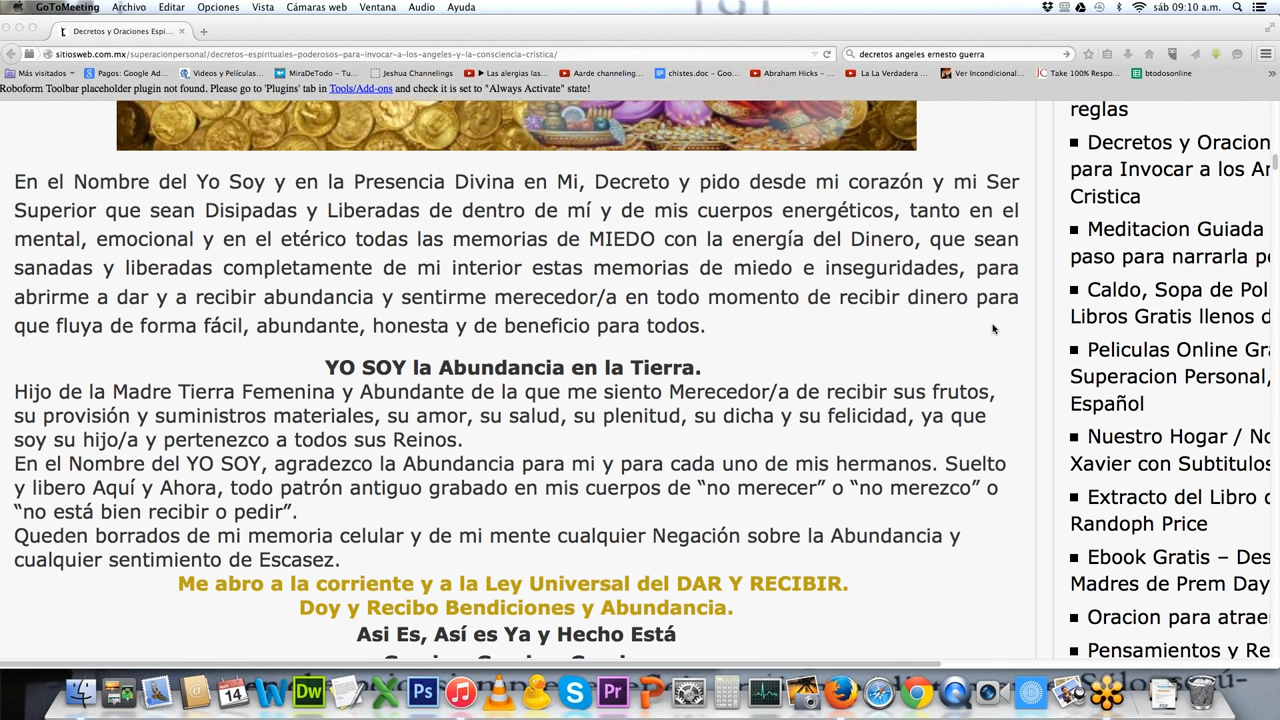 GoToMeeting Archivo Editar Opciones Vista Cámaras web Ventana Audio Ayuda sáb 09:10 a.m.
Decretos y Oraciones Espi...
sitiosweb.com.mx/superacionpersonal/decretos-espirituales-poderosos-para-invocar-a-los-angeles-y-la-consciencia-cristica/ decretos angeles ernesto guerra
Más visitados Pagos: Google Ad... Videos y Películas... MiraDeTodo - Tu... Jeshua Channelings ▶ Las alergias las... Aarde channeling... chistes.doc - Goo... Abraham Hicks - ... La La Verdadera ... Ver Incondicional... Take 100% Respo... btodosonline
Roboform Toolbar placeholder plugin not found. Please go to 'Plugins' tab in Tools/Add-ons and check it is set to "Always Activate" state!
En el Nombre del Yo Soy y en la Presencia Divina en Mi, Decreto y pido desde mi corazón y mi Ser
Superior que sean Disipadas y Liberadas de dentro de mí y de mis cuerpos energéticos, tanto en el
mental, emocional y en el etérico todas las memorias de MIEDO con la energía del Dinero, que sean
sanadas y liberadas completamente de mi interior estas memorias de miedo e inseguridades, para
abrirme a dar y a recibir abundancia y sentirme merecedor/a en todo momento de recibir dinero para
que fluya de forma fácil, abundante, honesta y de beneficio para todos.
YO SOY la Abundancia en la Tierra.
Hijo de la Madre Tierra Femenina y Abundante de la que me siento Merecedor/a de recibir sus frutos,
su provisión y suministros materiales, su amor, su salud, su plenitud, su dicha y su felicidad, ya que
soy su hijo/a y pertenezco a todos sus Reinos.
En el Nombre del YO SOY, agradezco la Abundancia para mi y para cada uno de mis hermanos. Suelto
y libero Aquí y Ahora, todo patrón antiguo grabado en mis cuerpos de “no merecer” o “no merezco” o
“no está bien recibir o pedir”.
Queden borrados de mi memoria celular y de mi mente cualquier Negación sobre la Abundancia y
cualquier sentimiento de Escasez.
Me abro a la corriente y a la Ley Universal del DAR Y RECIBIR.
Doy y Recibo Bendiciones y Abundancia.
Asi Es, Así es Ya y Hecho Está
reglas
Decretos y Oracion
para Invocar a los
Cristica
Meditacion Guiada
paso para narrarla
Caldo, Sopa de Pol
Libros Gratis llenos d
Peliculas Online Gra
Superacion Personal,
Español
Nuestro Hogar / No
Xavier con Subtitulos
Extracto del Libro
Randoph Price
Ebook Gratis – Des
Madres de Prem Day
Oracion para atrae
Pensamientos y Re
14 Dw Ps Pr